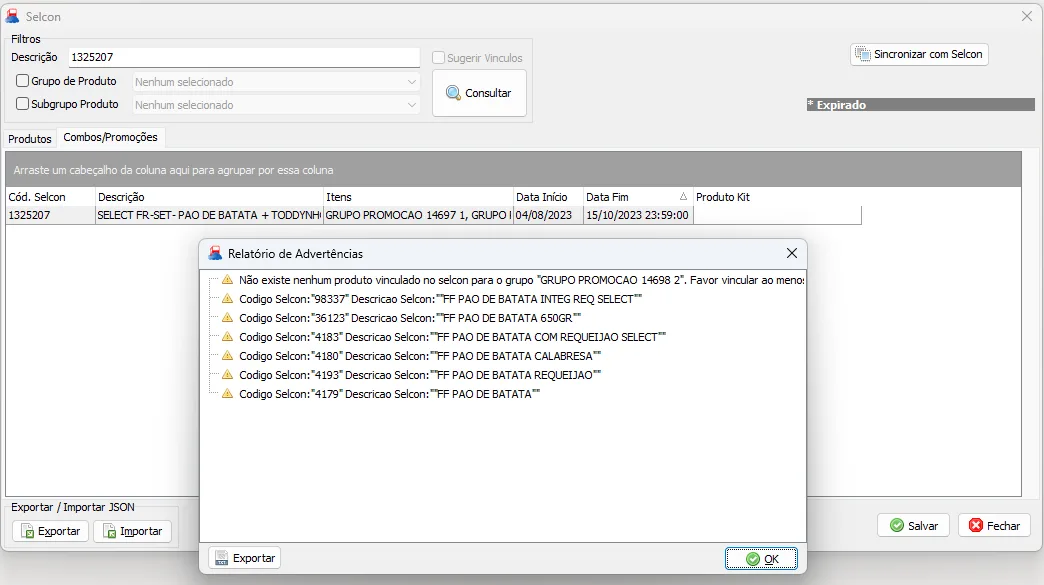 Selcon
Filtros
Descrição 1325207
Sugerir Vinculos
Grupo de Produto Nenhum selecionado
Subgrupo Produto Nenhum selecionado
Consultar
Sincronizar com Selcon
* Expirado
Produtos Combos/Promoções
Arraste um cabeçalho da coluna aqui para agrupar por essa coluna
Cód. Selcon Descrição Itens Data Início Data Fim Produto Kit
1325207 SELECT FR-SET- PAO DE BATATA + TODDYNH GRUPO PROMOCAO 14697 1, GRUPO 04/08/2023 15/10/2023 23:59:00
Relatório de Advertências
Não existe nenhum produto vinculado no selcon para o grupo "GRUPO PROMOCAO 14698 2". Favor vincular ao menos
Codigo Selcon:"98337" Descricao Selcon:""FF PAO DE BATATA INTEG REQ SELECT""
Codigo Selcon:"36123" Descricao Selcon:""FF PAO DE BATATA 650GR""
Codigo Selcon:"4183" Descricao Selcon:""FF PAO DE BATATA COM REQUEIJAO SELECT""
Codigo Selcon:"4180" Descricao Selcon:""FF PAO DE BATATA CALABRESA""
Codigo Selcon:"4193" Descricao Selcon:""FF PAO DE BATATA REQUEIJAO""
Codigo Selcon:"4179" Descricao Selcon:""FF PAO DE BATATA""
Exportar OK
Exportar / Importar JSON
Exportar Importar
Salvar Fechar